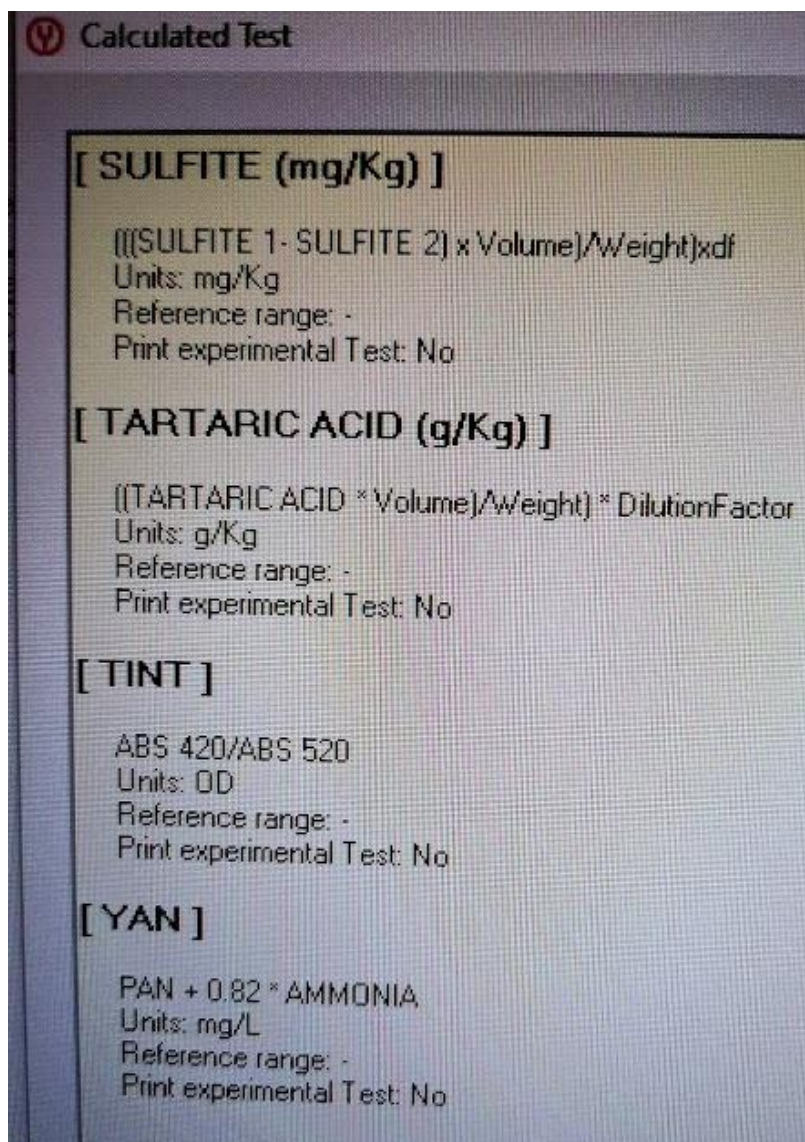 Calculated Test
[ SULFITE (mg/Kg) ]
(((SULFITE 1- SULFITE 2) x Volume)/Weight)xdf
Units: mg/Kg
Reference range: -
Print experimental Test: No
[ TARTARIC ACID (g/Kg) ]
((TARTARIC ACID * Volume)/Weight) * DilutionFactor
Units: g/Kg
Reference range: -
Print experimental Test: No
[ TINT ]
ABS 420/ABS 520
Units: OD
Reference range: -
Print experimental Test: No
[ YAN ]
PAN + 0.82 * AMMONIA
Units: mg/L
Reference range: -
Print experimental Test: No